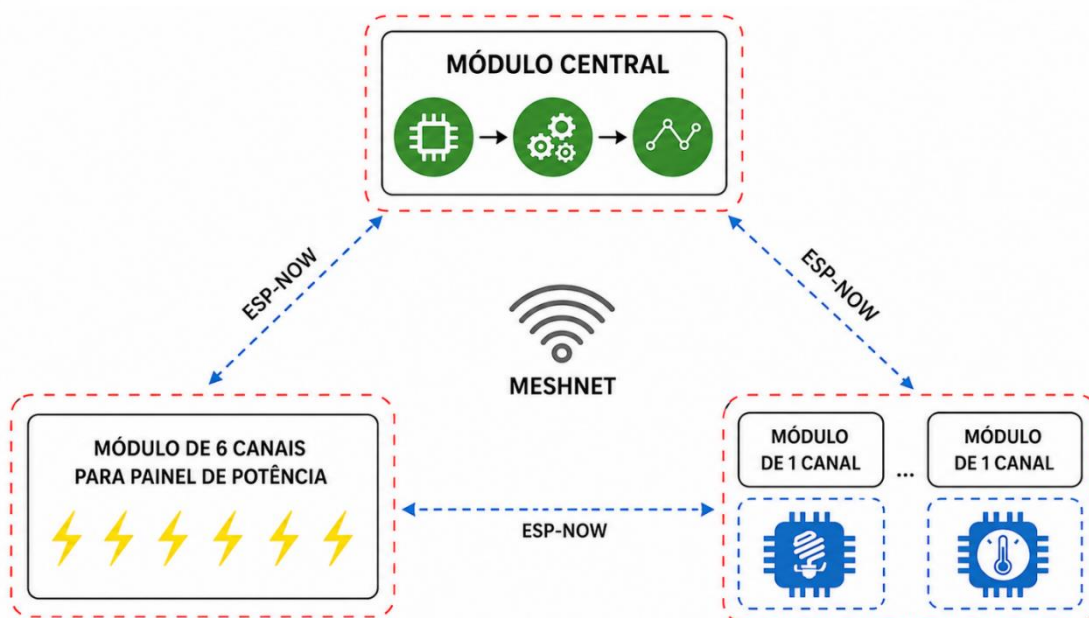 MÓDULO CENTRAL
ESP-NOW
ESP-NOW
MESHNET
MÓDULO DE 6 CANAIS
PARA PAINEL DE POTÊNCIA
ESP-NOW
MÓDULO
DE 1 CANAL
...
MÓDULO
DE 1 CANAL